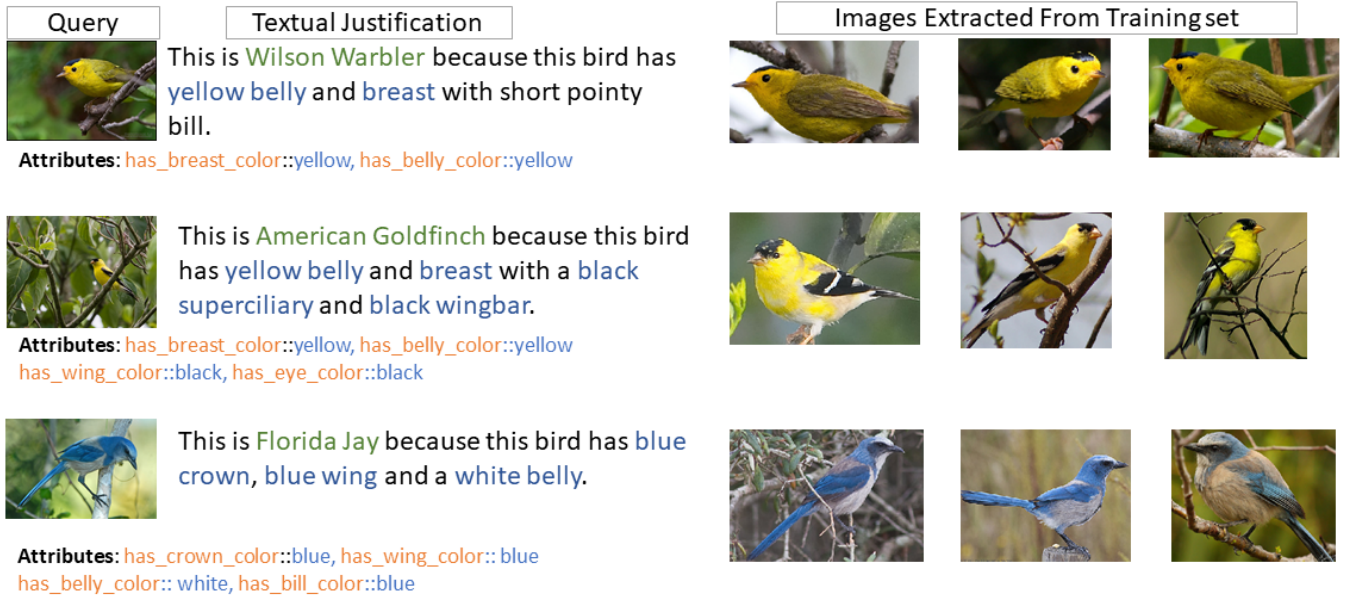 Query
Textual Justification
Images Extracted From Training set
This is Wilson Warbler because this bird has
yellow belly and breast with short pointy
bill.
Attributes: has_breast_color::yellow, has_belly_color::yellow
This is American Goldfinch because this bird
has yellow belly and breast with a black
superciliary and black wingbar.
Attributes: has_breast_color::yellow, has_belly_color::yellow
has_wing_color::black, has_eye_color::black
This is Florida Jay because this bird has blue
crown, blue wing and a white belly.
Attributes: has_crown_color::blue, has_wing_color:: blue
has_belly_color:: white, has_bill_color::blue